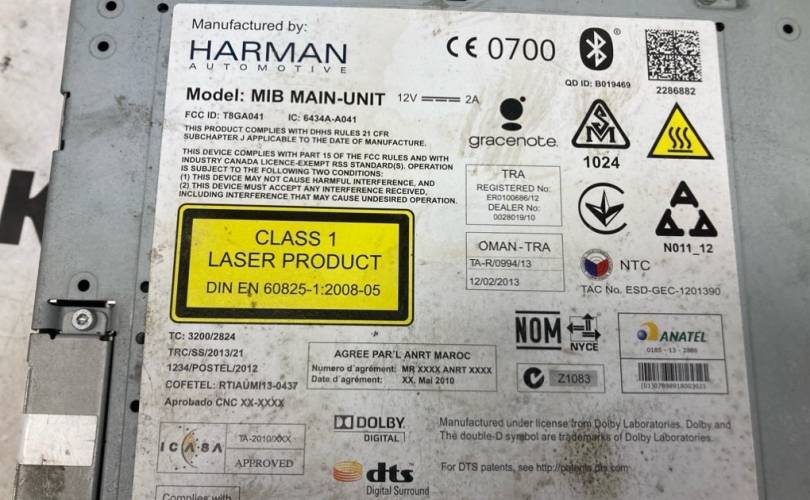 Manufactured by:
HARMAN
AUTOMOTIVE
CE 0700
QD ID: B019469
2286882
Model: MIB MAIN-UNIT 12V 2A
FCC ID: T8GA041 IC: 6434A-A041
THIS PRODUCT COMPLIES WITH DHHS RULES 21 CFR
SUBCHAPTER J APPLICABLE TO THE DATE OF MANUFACTURE.
THIS DEVICE COMPLIES WITH PART 15 OF THE FCC RULES AND WITH
INDUSTRY CANADA LICENCE-EXEMPT RSS STANDARD(S). OPERATION
IS SUBJECT TO THE FOLLOWING TWO CONDITIONS:
(1) THIS DEVICE MAY NOT CAUSE HARMFUL INTERFERENCE, AND
(2) THIS DEVICE MUST ACCEPT ANY INTERFERENCE RECEIVED,
INCLUDING INTERFERENCE THAT MAY CAUSE UNDESIRED OPERATION.
gracenote.
1024
TRA
REGISTERED No:
ER0100686/12
DEALER No:
0028019/10
N011_12
CLASS 1
LASER PRODUCT
DIN EN 60825-1:2008-05
OMAN - TRA
TA-R/0994/13
12/02/2013
NTC
TAC No. ESD-GEC-1201390
TC: 3200/2824
TRC/SS/2013/21
1234/POSTEL/2012
COFETEL: RTIAUMI13-0437
Aprobado CNC XX-XXXX
AGREE PAR'L ANRT MAROC
Numero d´agrément: MR XXXX ANRT XXXX
Date d´agrément: XX. Mai 2010
NOM
NYCE
Z1083
ANATEL
0185-13-2886
ICASA
TA-2010/XXX
APPROVED
DOLBY
DIGITAL
Manufactured under license from Dolby Laboratories. Dolby and
The double-D symbol are trademarks of Dolby Laboratories.
dts
Digital Surround
For DTS patents, see http://patents.dts.com
Complies with
K